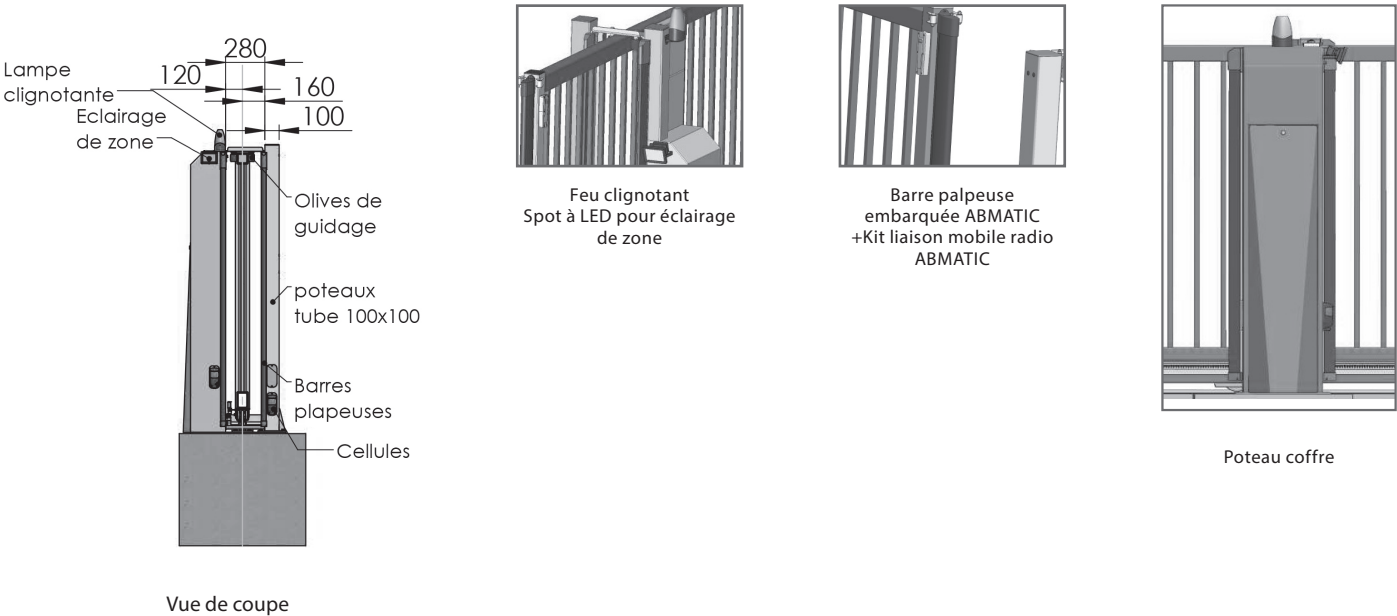 280
120
160
100
Lampe
clignotante
Eclairage
de zone
Olives de
guidage
poteaux
tube 100x100
Barres
plapeuses
Cellules
Vue de coupe
Feu clignotant
Spot à LED pour éclairage
de zone
Barre palpeuse
embarquée ABMATIC
+Kit liaison mobile radio
ABMATIC
Poteau coffre